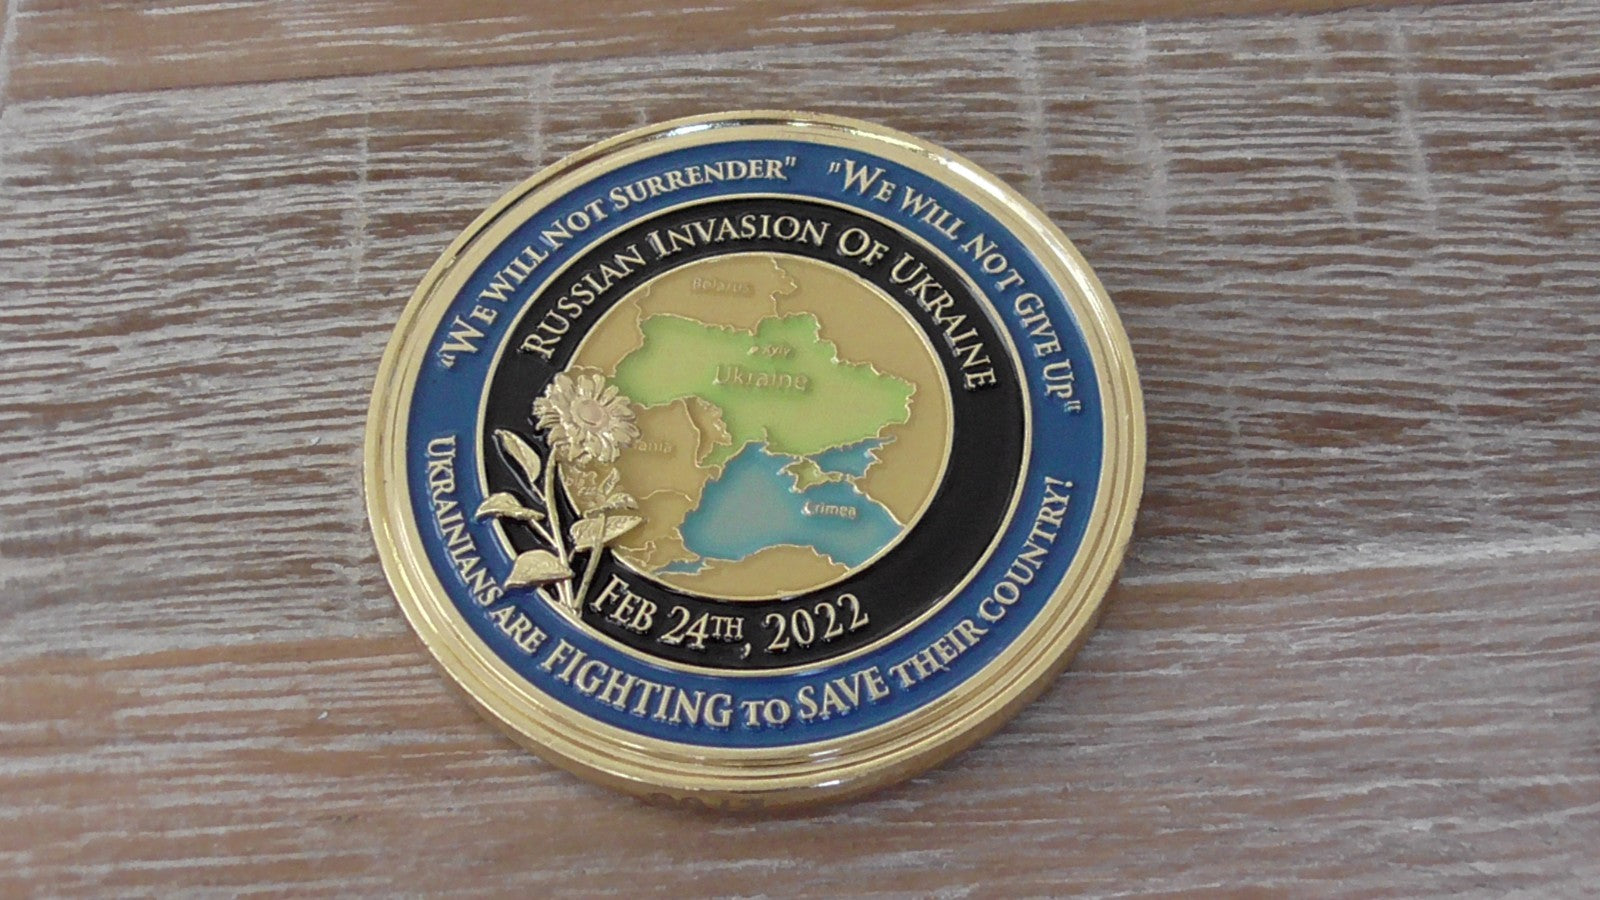 "WE WILL NOT SURRENDER" "WE WILL NOT GIVE UP"
RUSSIAN INVASION OF UKRAINE
Belarus
Kyiv
Ukraine
ania
Crimea
FEB 24TH, 2022
UKRAINIANS ARE FIGHTING TO SAVE THEIR COUNTRY!